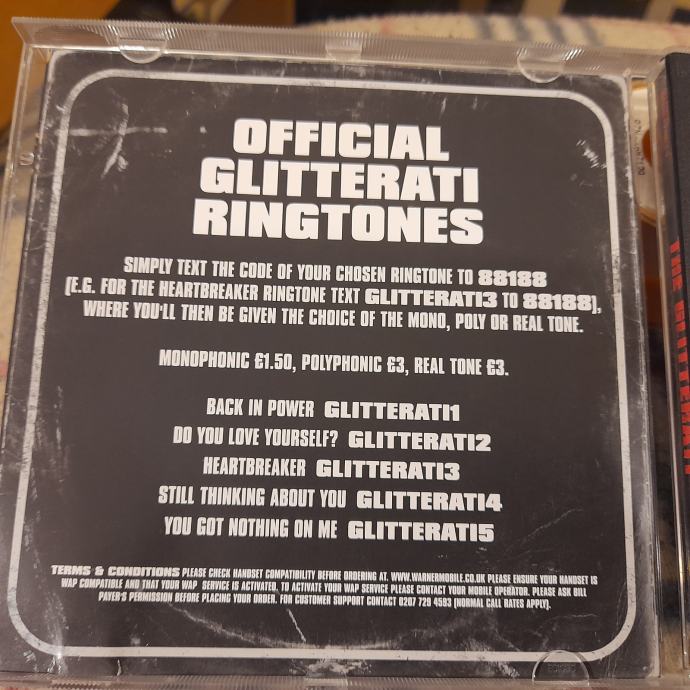 OFFICIAL
GLITTERATI
RINGTONES
SIMPLY TEXT THE CODE OF YOUR CHOSEN RINGTONE TO 88188
(E.G. FOR THE HEARTBREAKER RINGTONE TEXT GLITTERATI3 TO 88188),
WHERE YOU'LL THEN BE GIVEN THE CHOICE OF THE MONO, POLY OR REAL TONE.
MONOPHONIC £1.50, POLYPHONIC £3, REAL TONE £3.
BACK IN POWER GLITTERATI1
DO YOU LOVE YOURSELF? GLITTERATI2
HEARTBREAKER GLITTERATI3
STILL THINKING ABOUT YOU GLITTERATI4
YOU GOT NOTHING ON ME GLITTERATI5
TERMS & CONDITIONS PLEASE CHECK HANDSET COMPATIBILITY BEFORE ORDERING AT. WWW.WARNERMOBILE.CO.UK PLEASE ENSURE YOUR HANDSET IS
WAP COMPATIBLE AND THAT YOUR WAP SERVICE IS ACTIVATED, TO ACTIVATE YOUR WAP SERVICE PLEASE CONTACT YOUR MOBILE OPERATOR. PLEASE ASK BILL
PAYER'S PERMISSION BEFORE PLACING YOUR ORDER. FOR CUSTOMER SUPPORT CONTACT 0207 729 4593 (NORMAL CALL RATES APPLY).
THE GLITTERATI